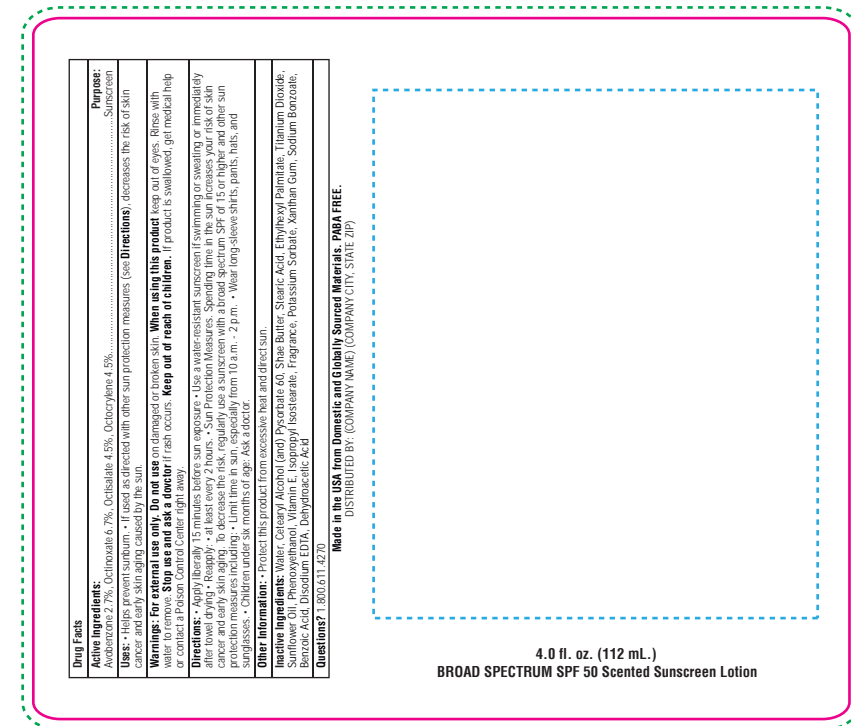 Drug Facts
Active Ingredients: Purpose:
Avobenzone 2.7%, Octinoxate 6.7%, Octisalate 4.5%, Octocrylene 4.5%........Sunscreen
Uses: • Helps prevent sunburn. • If used as directed with other sun protection measures (see Directions), decreases the risk of skin
cancer and early skin aging caused by the sun.
Warnings: For external use only. Do not use on damaged or broken skin. When using this product keep out of eyes. Rinse with
water to remove. Stop use and ask a dovctor if rash occurs. Keep out of reach of children. If product is swallowed, get medical help
or contact a Poison Control Center right away.
Directions: • Apply liberally 15 minutes before sun exposure • Use a water-resistant sunscreen if swimming or sweating or immediately
after towel drying • Reapply: • at least every 2 hours. • Sun Protection Measures. Spending time in the sun increases your risk of skin
cancer and early skin aging. To decrease the risk, regularly use a sunscreen with a broad spectrum SPF of 15 or higher and other sun
protection measures including: • Limit time in sun, especially from 10 a.m. - 2 p.m. • Wear long-sleeve shirts, pants, hats, and
sunglasses. • Children under six months of age: Ask a doctor.
Other Information: • Protect this product from excessive heat and direct sun.
Inactive Ingredients: Water, Cetearyl Alcohol (and) Pysorbate 60, Shae Butter, Stearic Acid, Ethylhexyl Palmitate, Titanium Dioxide,
Sunflower Oil, Phenoxyethanol, Vitamin E, Isopropyl Isostearate, Fragrance, Potassium Sorbate, Xanthan Gum, Sodium Bonzoate,
Benzoic Acid, Disodium EDTA, Dehydroacetic Acid
Questions? 1.800.611.4270
Made in the USA from Domestic and Globally Sourced Materials. PABA FREE.
DISTRIBUTED BY: (COMPANY NAME) (COMPANY CITY, STATE ZIP)
4.0 fl. oz. (112 mL.)
BROAD SPECTRUM SPF 50 Scented Sunscreen Lotion